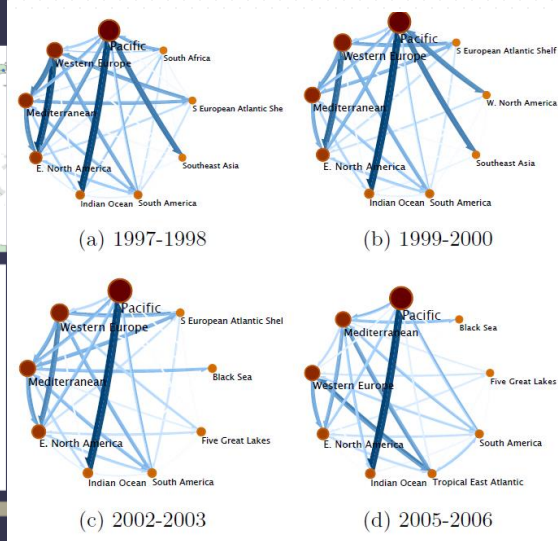 Pacific
South Africa
Western Europe
S European Atlantic She
Mediterranean
Southeast Asia
E. North America
Indian Ocean
South America
(a) 1997-1998
Pacific
S European Atlantic Shelf
Western Europe
W. North America
Mediterranean
Southeast Asia
E. North America
Indian Ocean
South America
(b) 1999-2000
Pacific
S European Atlantic Shel
Western Europe
Black Sea
Mediterranean
Five Great Lakes
E. North America
Indian Ocean
South America
(c) 2002-2003
Pacific
Black Sea
Mediterranean
Five Great Lakes
Western Europe
South America
E. North America
Indian Ocean
Tropical East Atlantic
(d) 2005-2006